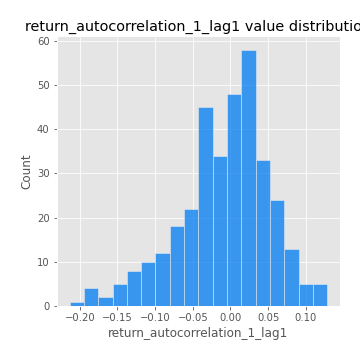 return_autocorrelation_1_lag1 value distributio
60
50
40
30
20
10
0
Count
−0.20 −0.15 −0.10 −0.05 0.00 0.05 0.10
return_autocorrelation_1_lag1